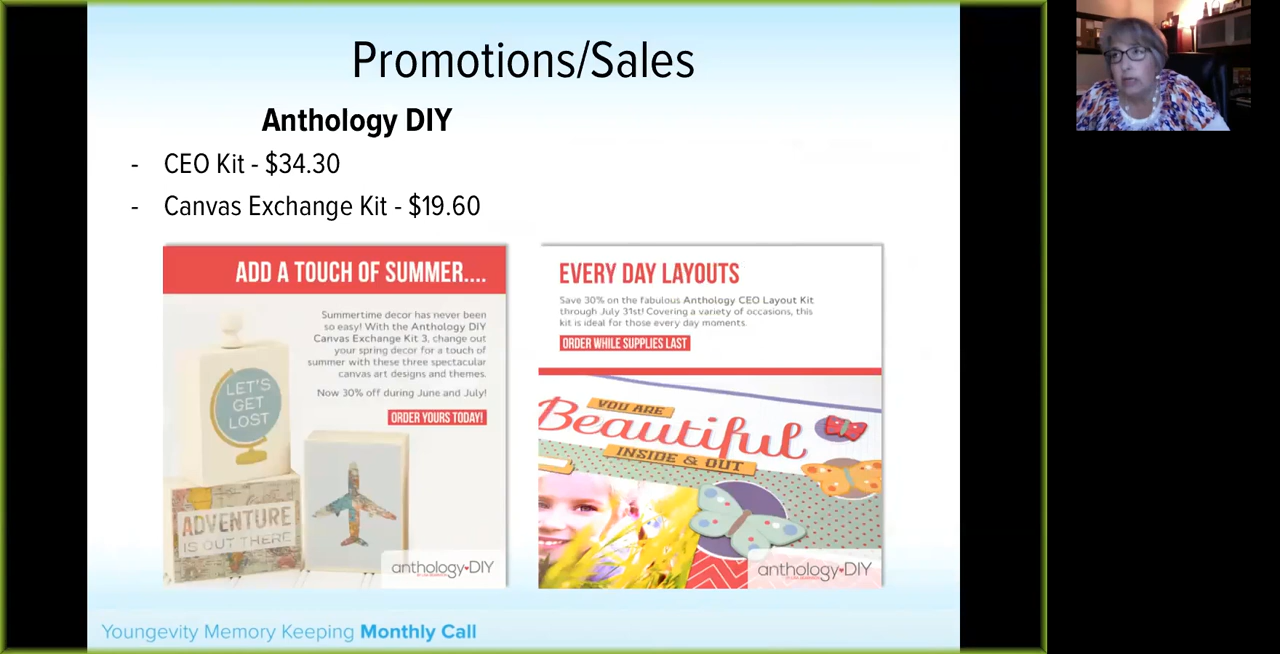 Promotions/Sales
Anthology DIY
- CEO Kit - $34.30
- Canvas Exchange Kit - $19.60
ADD A TOUCH OF SUMMER....
Summertime decor has never been
so easy! With the Anthology DIY
Canvas Exchange Kit 3, change out
your spring decor for a touch of
summer with these three spectacular
canvas art designs and themes.
Now 30% off during June and July!
ORDER YOURS TODAY!
LET'S
GET
LOST
ADVENTURE
IS OUT THERE
anthology DIY
EVERY DAY LAYOUTS
Save 30% on the fabulous Anthology CEO Layout Kit
through July 31st! Covering a variety of occasions, this
kit is ideal for those every day moments.
ORDER WHILE SUPPLIES LAST
YOU ARE
Beautiful
INSIDE & OUT
anthology DIY
Youngevity Memory Keeping Monthly Call